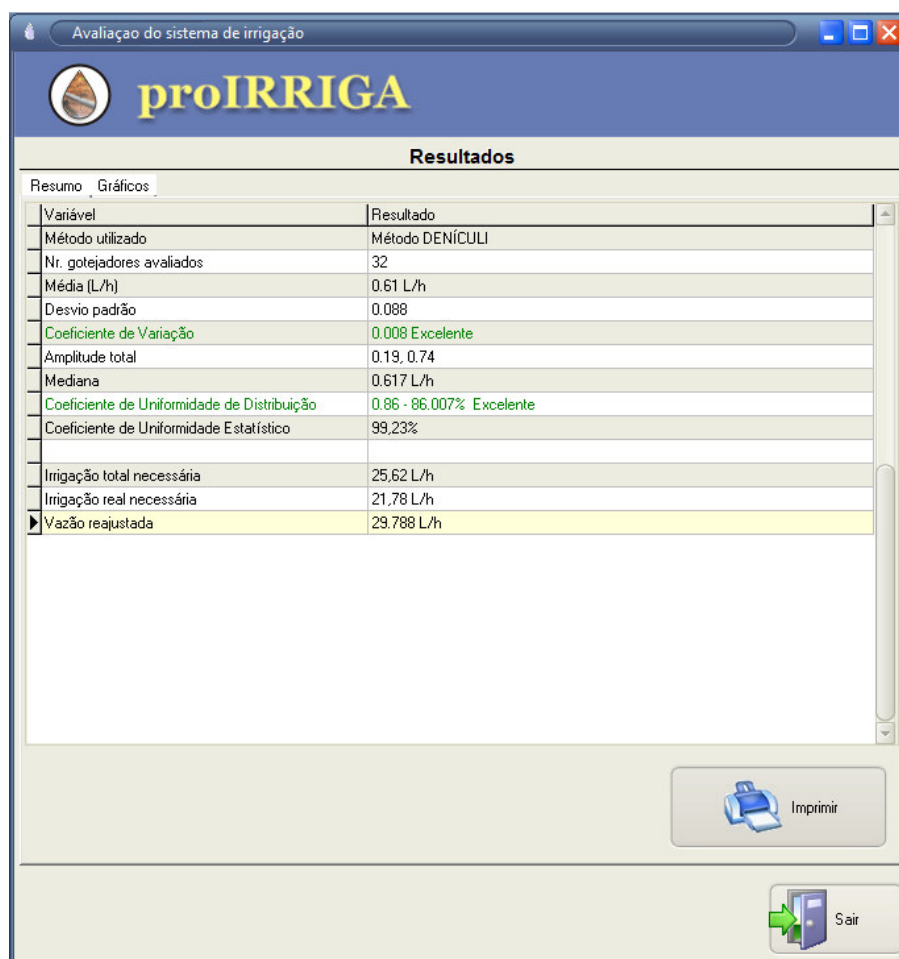 Avaliaçao do sistema de irrigação
proIRRIGA
Resultados
Resumo Gráficos
Variável Resultado
Método utilizado Método DENÍCULI
Nr. gotejadores avaliados 32
Média (L/h) 0.61 L/h
Desvio padrão 0.088
Coeficiente de Variação 0.008 Excelente
Amplitude total 0.19, 0.74
Mediana 0.617 L/h
Coeficiente de Uniformidade de Distribuição 0.86 - 86.007% Excelente
Coeficiente de Uniformidade Estatístico 99,23%
Irrigação total necessária 25,62 L/h
Irrigação real necessária 21,78 L/h
Vazão reajustada 29.788 L/h
Imprimir
Sair